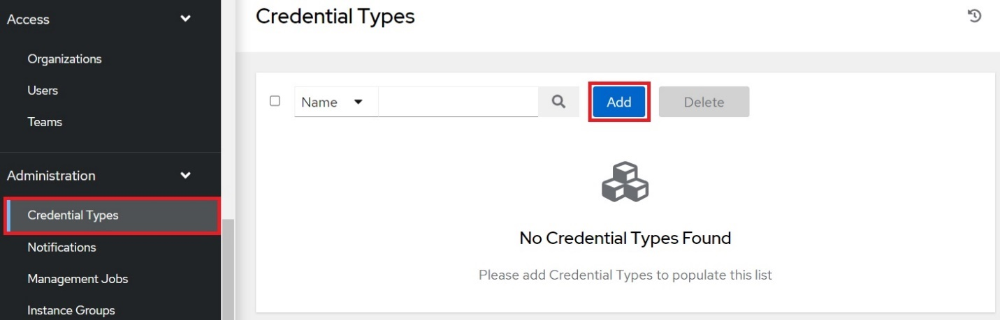 Access
Organizations
Users
Teams
Administration
Credential Types
Notifications
Management Jobs
Instance Groups
Credential Types
Name
Add
Delete
No Credential Types Found
Please add Credential Types to populate this list